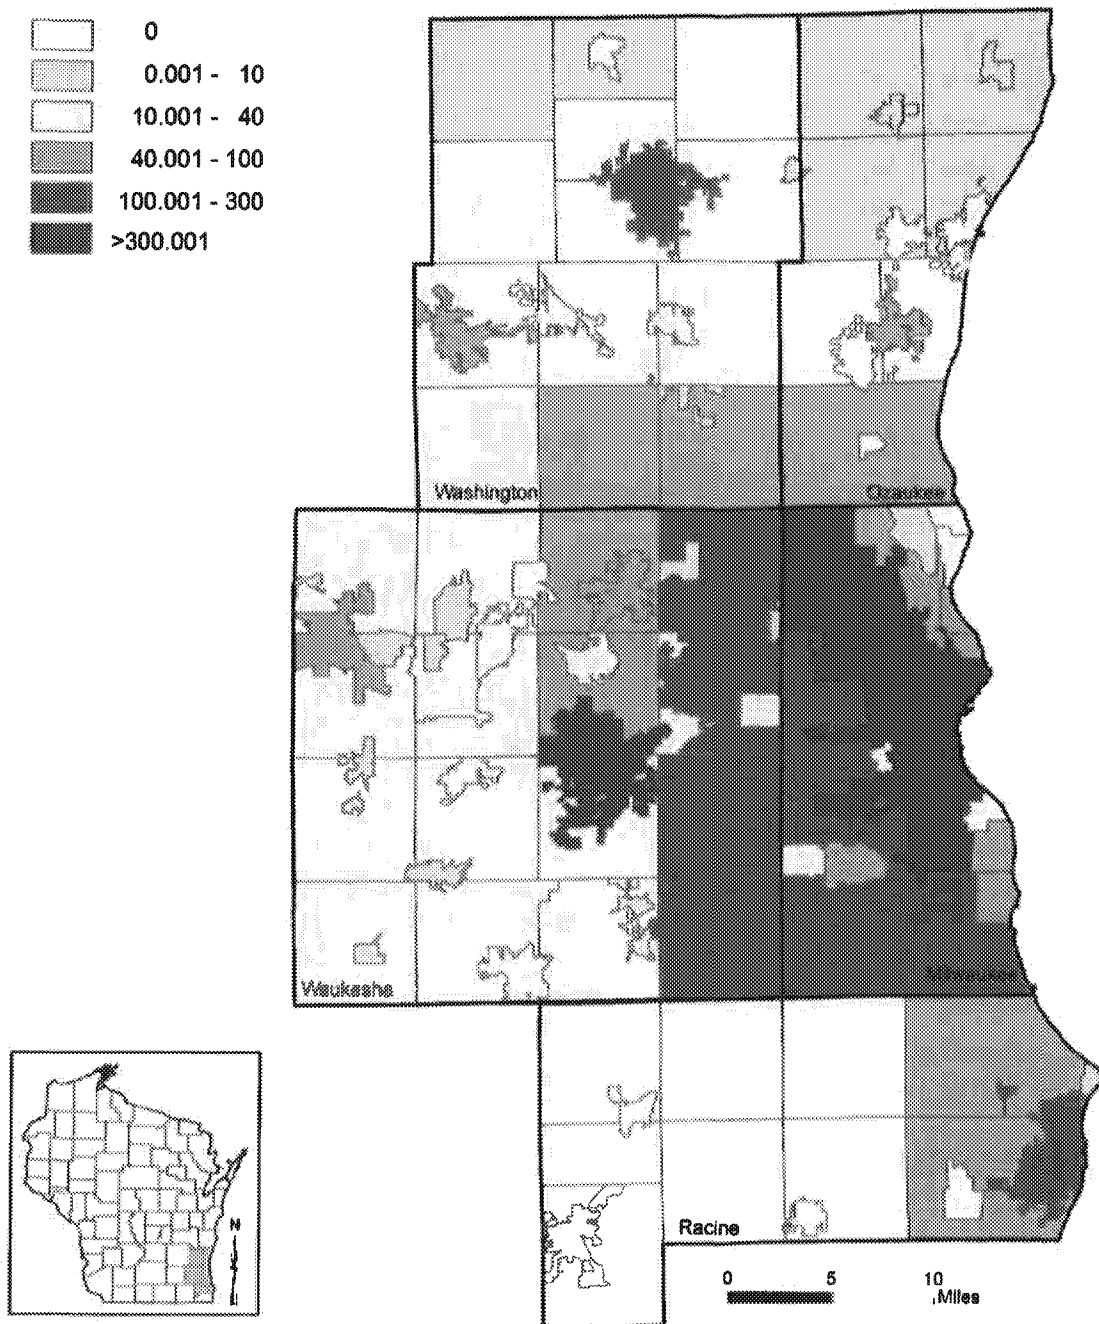 0
0.001 - 10
10.001 - 40
40.001 - 100
100.001 - 300
>300.001
Washington
Ozaukee
Waukesha
Milwaukee
Racine
N
0 5 10
Miles